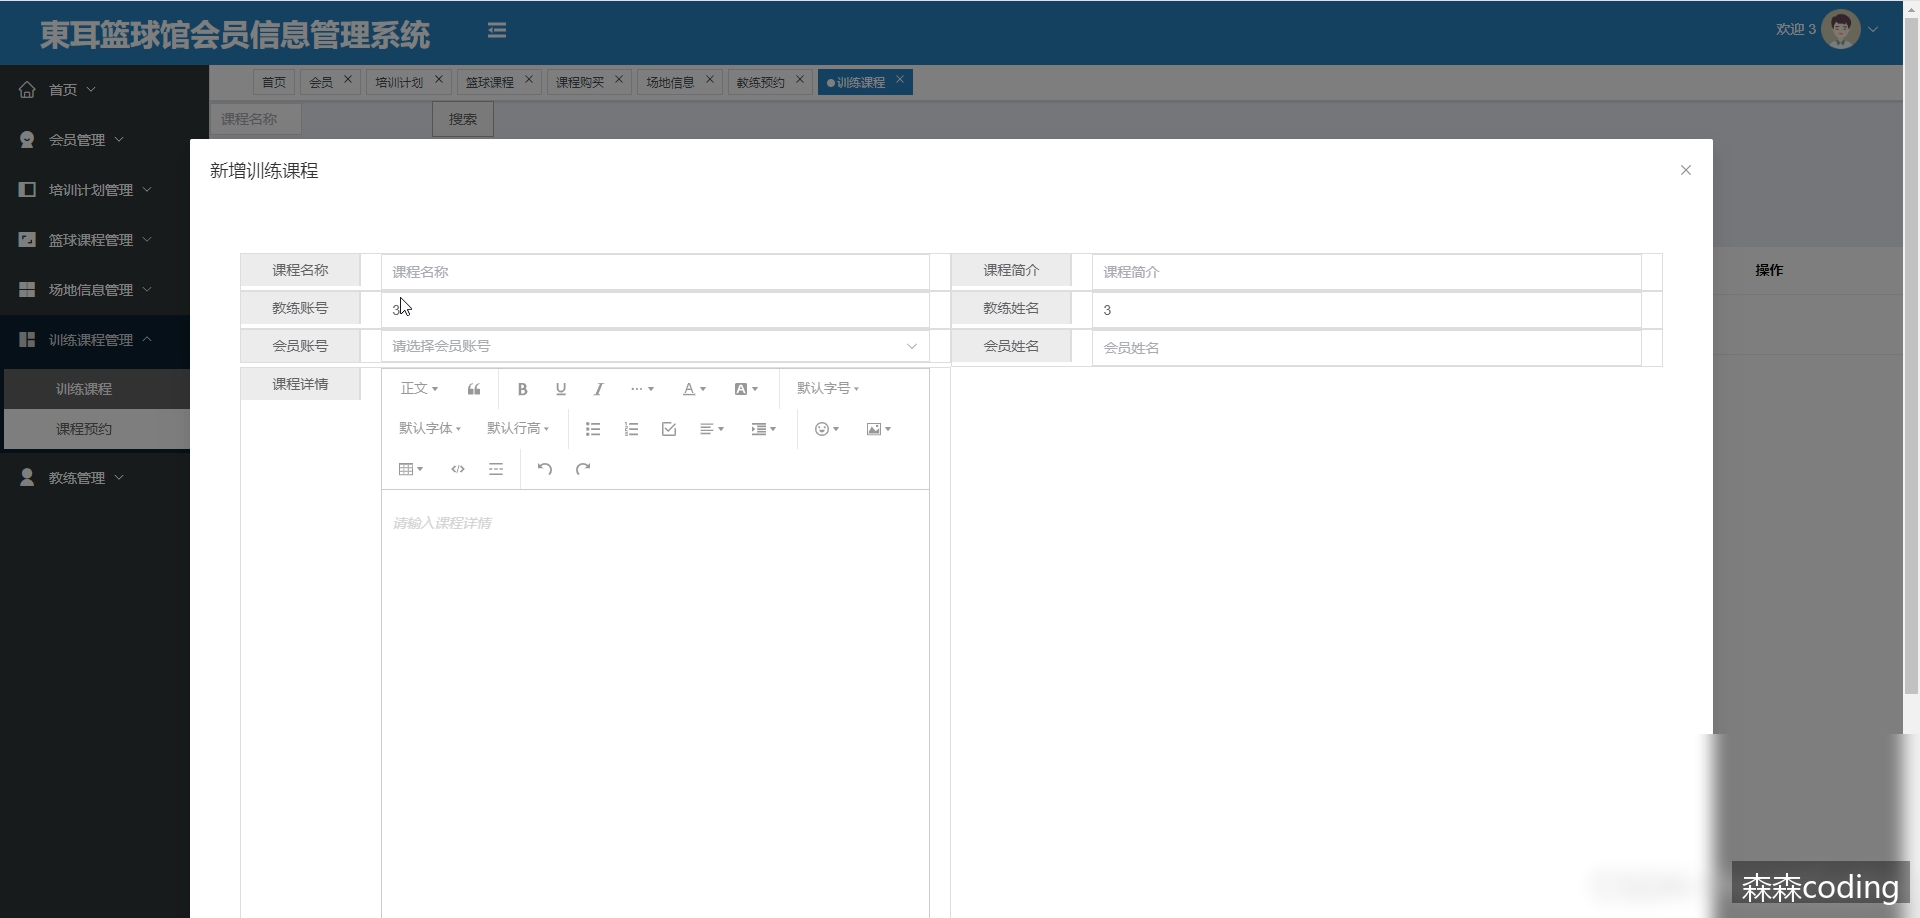 東耳篮球馆会员信息管理系统
欢迎 3
首页
会员管理
培训计划管理
篮球课程管理
场地信息管理
训练课程管理
训练课程
课程预约
教练管理
首页 会员 培训计划 篮球课程 课程购买 场地信息 教练预约 训练课程
课程名称 搜索
操作
新增训练课程
课程名称 课程名称 课程简介 课程简介
教练账号 3 教练姓名 3
会员账号 请选择会员账号 会员姓名 会员姓名
课程详情
正文 B U I ··· A A 默认字号
默认字体 默认行高
请输入课程详情
森森coding